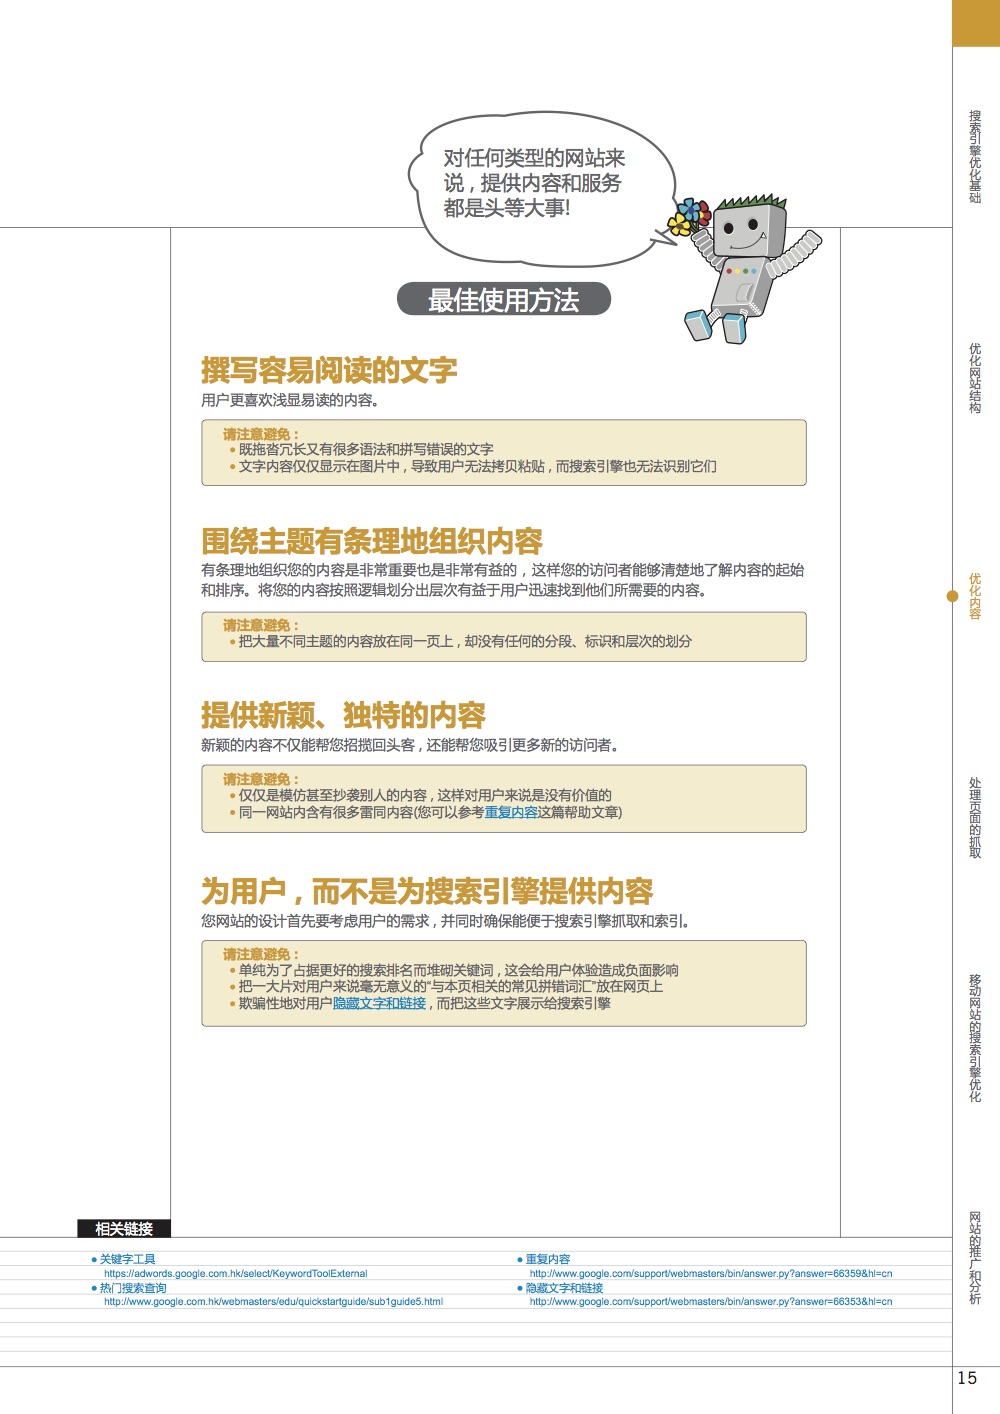 对任何类型的网站来
说，提供内容和服务
都是头等大事!
最佳使用方法
撰写容易阅读的文字
用户更喜欢浅显易读的内容。
请注意避免：
• 既拖沓冗长又有很多语法和拼写错误的文字
• 文字内容仅仅显示在图片中，导致用户无法拷贝粘贴，而搜索引擎也无法识别它们
围绕主题有条理地组织内容
有条理地组织您的内容是非常重要也是非常有益的，这样您的访问者能够清楚地了解内容的起始
和排序。将您的内容按照逻辑划分出层次有益于用户迅速找到他们所需要的内容。
请注意避免：
• 把大量不同主题的内容放在同一页上，却没有任何的分段、标识和层次的划分
提供新颖、独特的内容
新颖的内容不仅能帮您招揽回头客，还能帮您吸引更多新的访问者。
请注意避免：
• 仅仅是模仿甚至抄袭别人的内容，这样对用户来说是没有价值的
• 同一网站内含有很多雷同内容(您可以参考重复内容这篇帮助文章)
为用户，而不是为搜索引擎提供内容
您网站的设计首先要考虑用户的需求，并同时确保能便于搜索引擎抓取和索引。
请注意避免：
• 单纯为了占据更好的搜索排名而堆砌关键词，这会给用户体验造成负面影响
• 把一大片对用户来说毫无意义的“与本页相关的常见拼错词汇”放在网页上
• 欺骗性地对用户隐藏文字和链接，而把这些文字展示给搜索引擎
相关链接
• 关键字工具
https://adwords.google.com.hk/select/KeywordToolExternal
• 热门搜索查询
http://www.google.com.hk/webmasters/edu/quickstartguide/sub1guide5.html
• 重复内容
http://www.google.com/support/webmasters/bin/answer.py?answer=66359&hl=cn
• 隐藏文字和链接
http://www.google.com/support/webmasters/bin/answer.py?answer=66353&hl=cn
搜索引擎优化基础
优化网站结构
优化内容
处理页面的抓取
移动网站的搜索引擎优化
网站的推广和分析
15